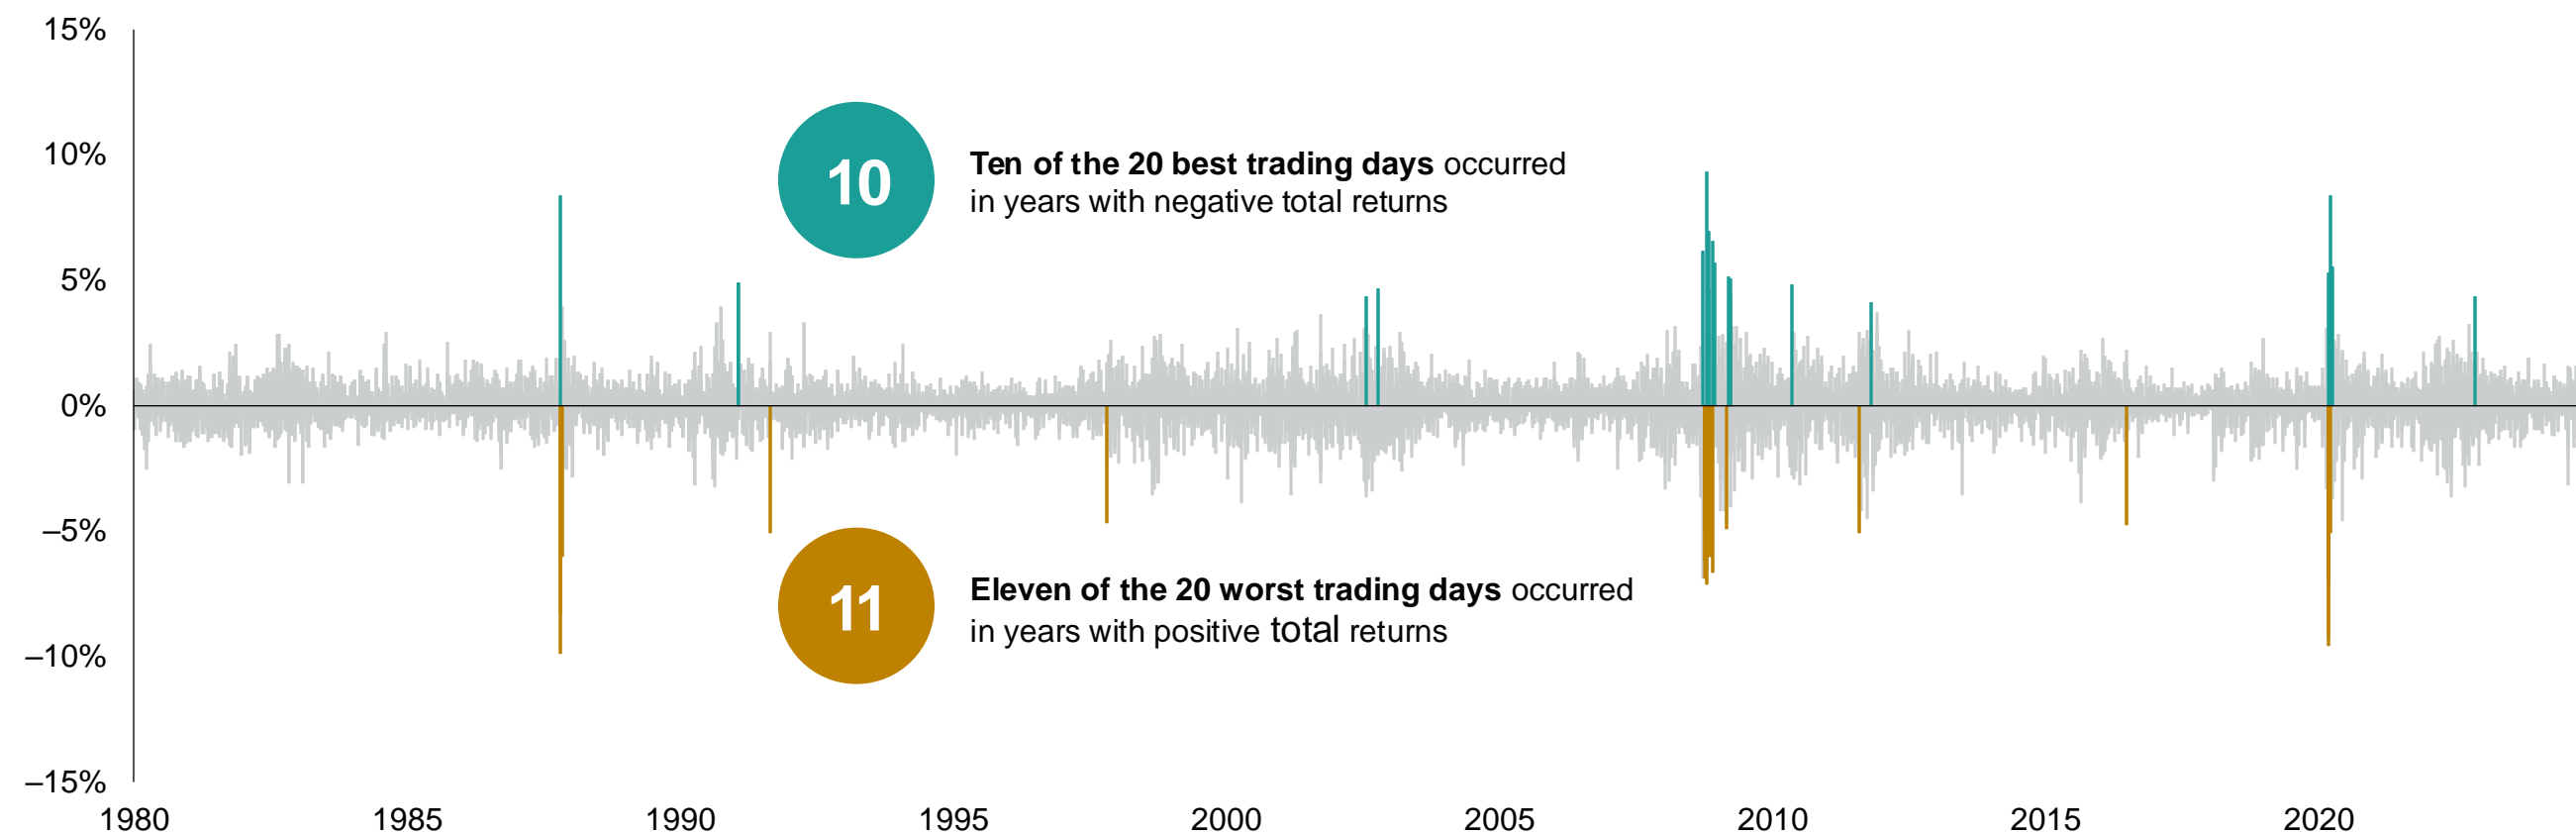 15%
10%
5%
0%
–5%
–10%
–15%
10
Ten of the 20 best trading days occurred
in years with negative total returns
11
Eleven of the 20 worst trading days occurred
in years with positive total returns
1980 1985 1990 1995 2000 2005 2010 2015 2020